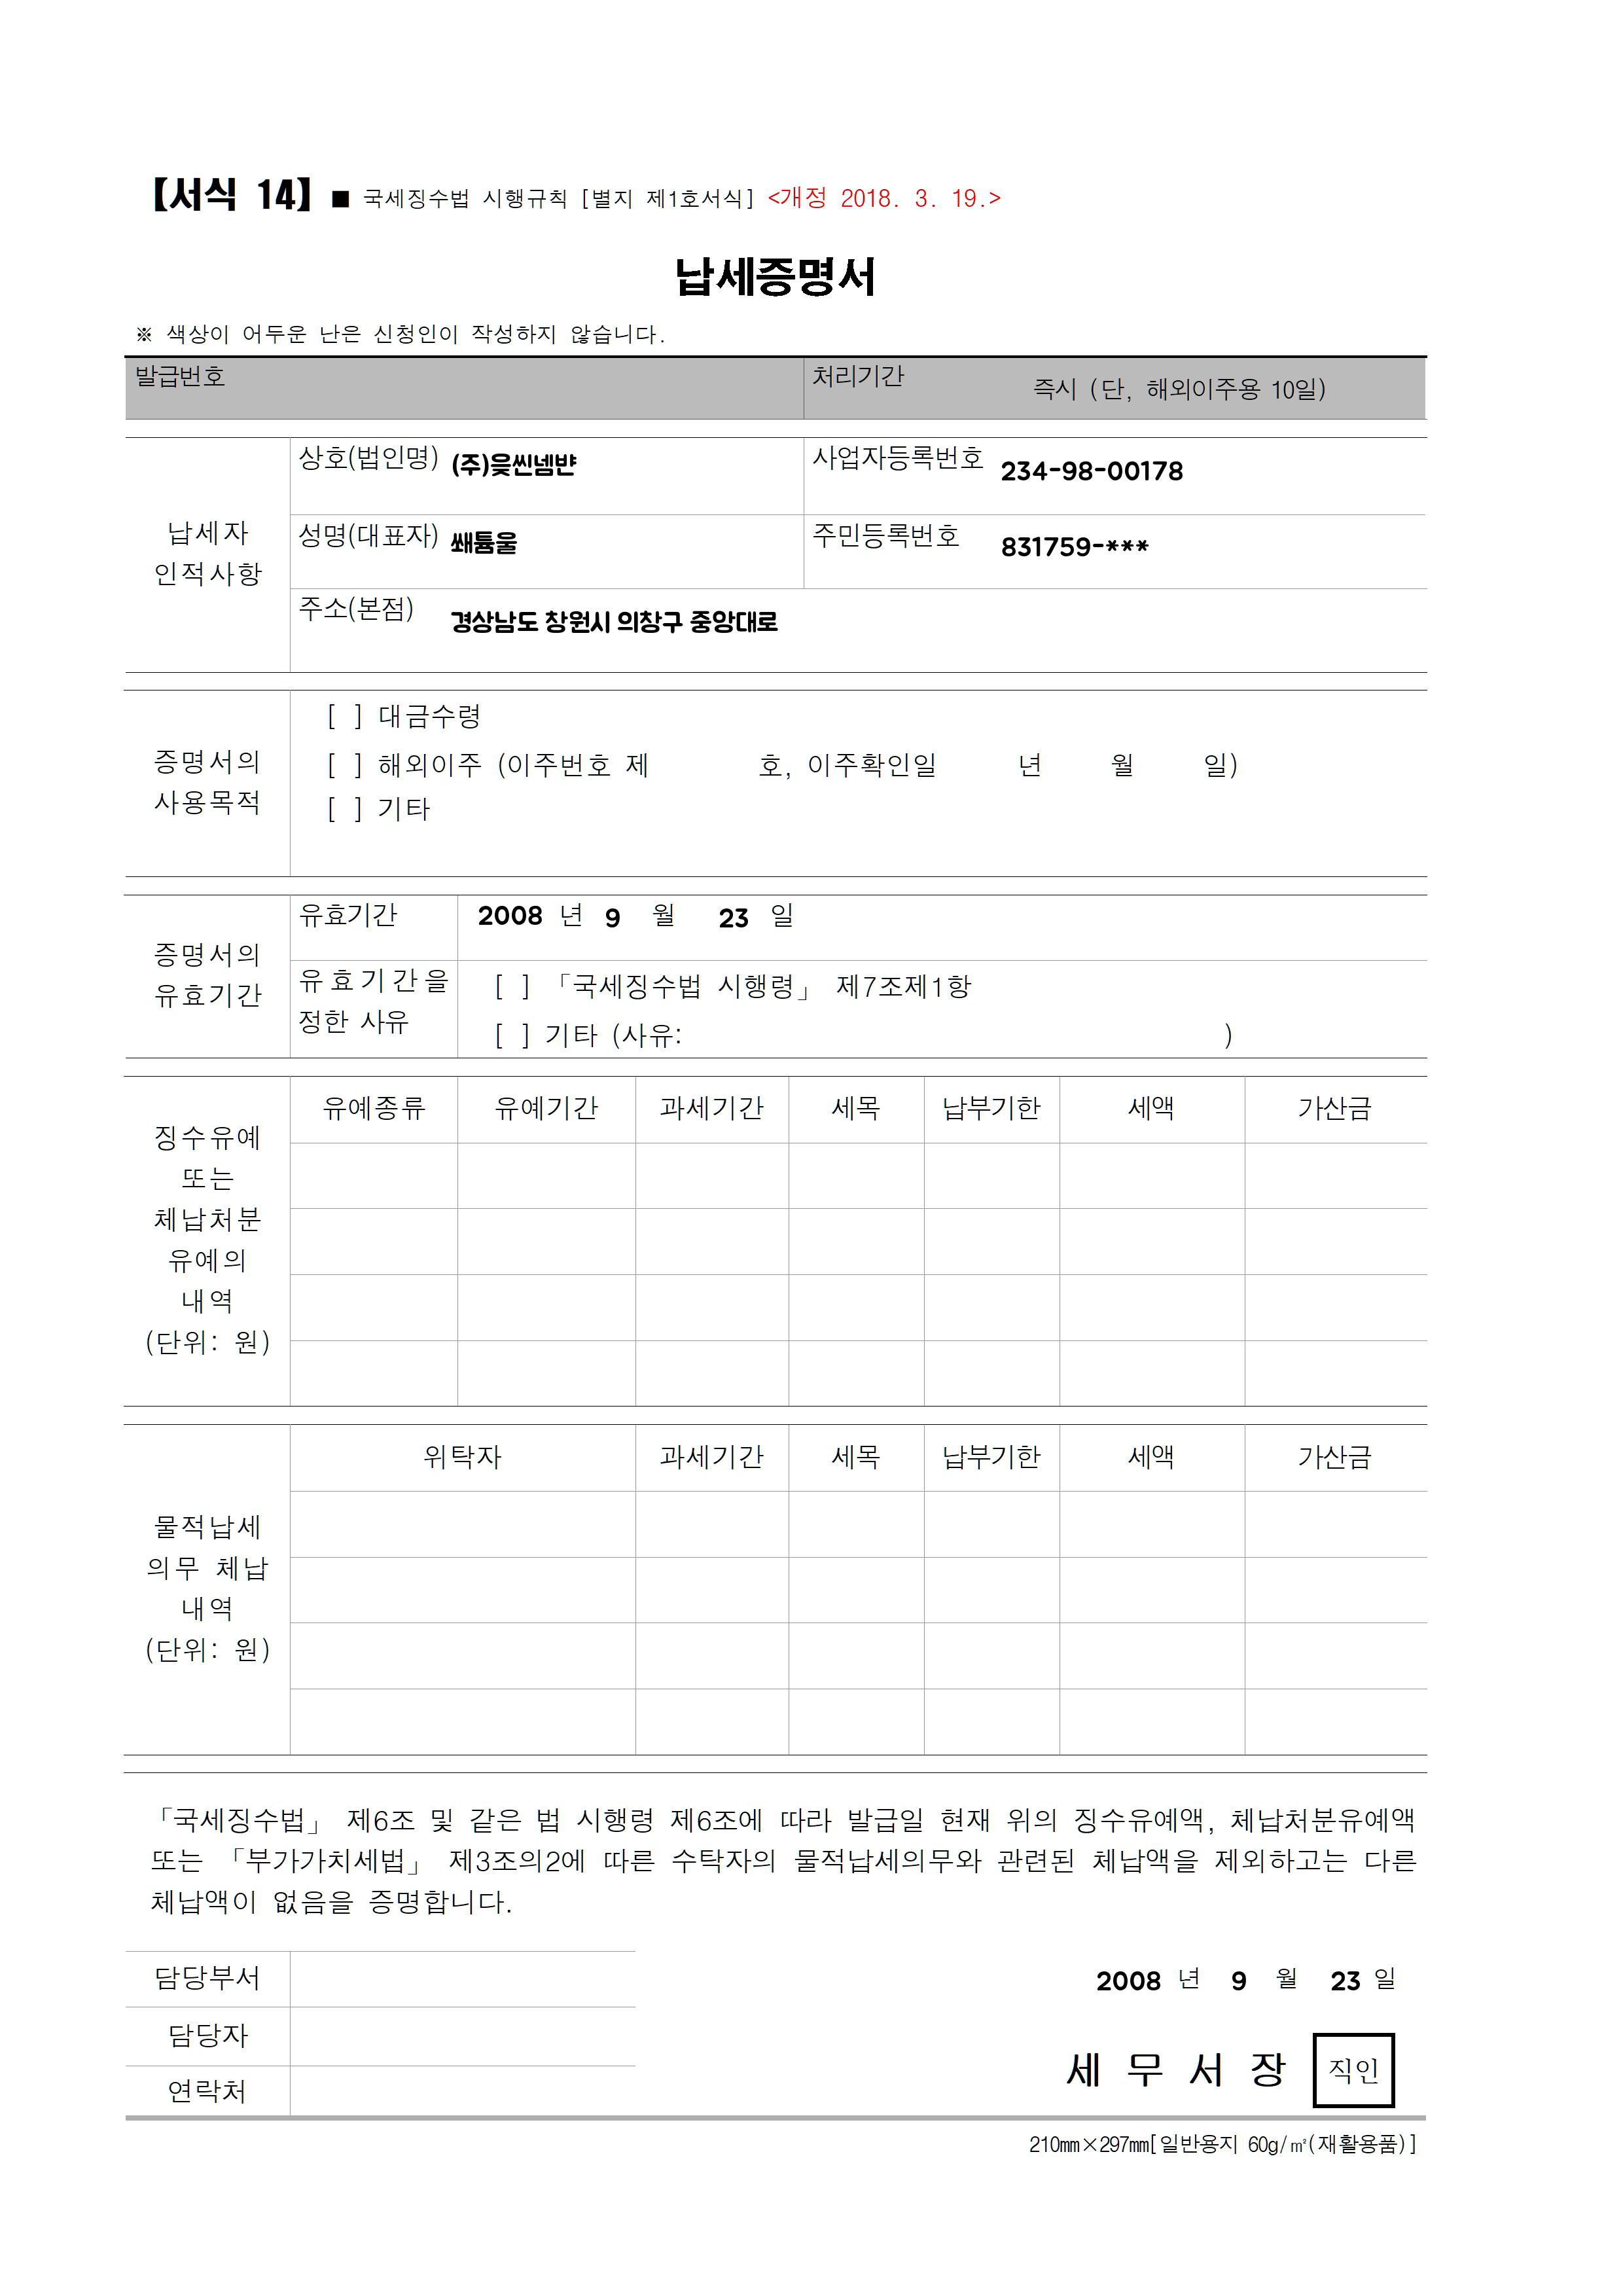 【서식 14】 ■ 국세징수법 시행규칙 [별지 제1호서식] <개정 2018. 3. 19.>
납세증명서
※ 색상이 어두운 난은 신청인이 작성하지 않습니다.
발급번호 처리기간 즉시 (단, 해외이주용 10일)
납세자
인적사항
상호(법인명) (주)읒씬넴뱐 사업자등록번호 234-98-00178
성명(대표자) 쐐튬울 주민등록번호 831759-***
주소(본점) 경상남도 창원시 의창구 중앙대로
증명서의
사용목적
[ ] 대금수령
[ ] 해외이주 (이주번호 제 호, 이주확인일 년 월 일)
[ ] 기타
증명서의
유효기간
유효기간 2008 년 9 월 23 일
유효기간을
정한 사유
[ ] 「국세징수법 시행령」 제7조제1항
[ ] 기타 (사유: )
징수유예
또는
체납처분
유예의
내역
(단위: 원)
유예종류 유예기간 과세기간 세목 납부기한 세액 가산금
물적납세
의무 체납
내역
(단위: 원)
위탁자 과세기간 세목 납부기한 세액 가산금
「국세징수법」 제6조 및 같은 법 시행령 제6조에 따라 발급일 현재 위의 징수유예액, 체납처분유예액
또는 「부가가치세법」 제3조의2에 따른 수탁자의 물적납세의무와 관련된 체납액을 제외하고는 다른
체납액이 없음을 증명합니다.
담당부서
담당자
연락처
2008 년 9 월 23 일
세 무 서 장 직인
210㎜×297㎜[일반용지 60g/㎡(재활용품)]